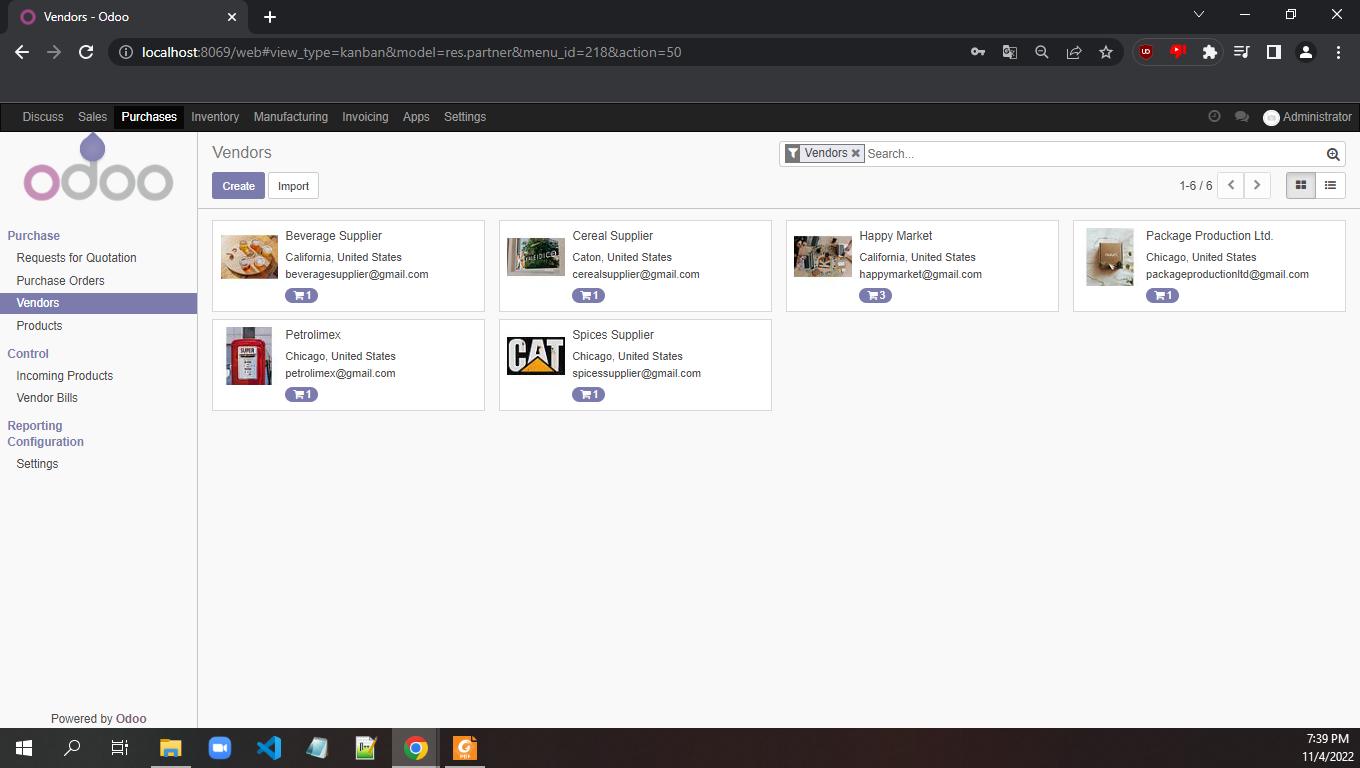 Vendors - Odoo
localhost:8069/web#view_type=kanban&model=res.partner&menu_id=218&action=50
Discuss Sales Purchases Inventory Manufacturing Invoicing Apps Settings Administrator
odoo
Vendors
Vendors Search...
Create Import
1-6 / 6
Purchase
Requests for Quotation
Purchase Orders
Vendors
Products
Control
Incoming Products
Vendor Bills
Reporting
Configuration
Settings
Powered by Odoo
Beverage Supplier
California, United States
beveragesupplier@gmail.com
1
KALEIDICO
Cereal Supplier
Caton, United States
cerealsupplier@gmail.com
1
Happy Market
California, United States
happymarket@gmail.com
3
Package Production Ltd.
Chicago, United States
packageproductionltd@gmail.com
1
SUPER
Petrolimex
Chicago, United States
petrolimex@gmail.com
1
CAT
Spices Supplier
Chicago, United States
spicessupplier@gmail.com
1
PDF
7:39 PM
11/4/2022